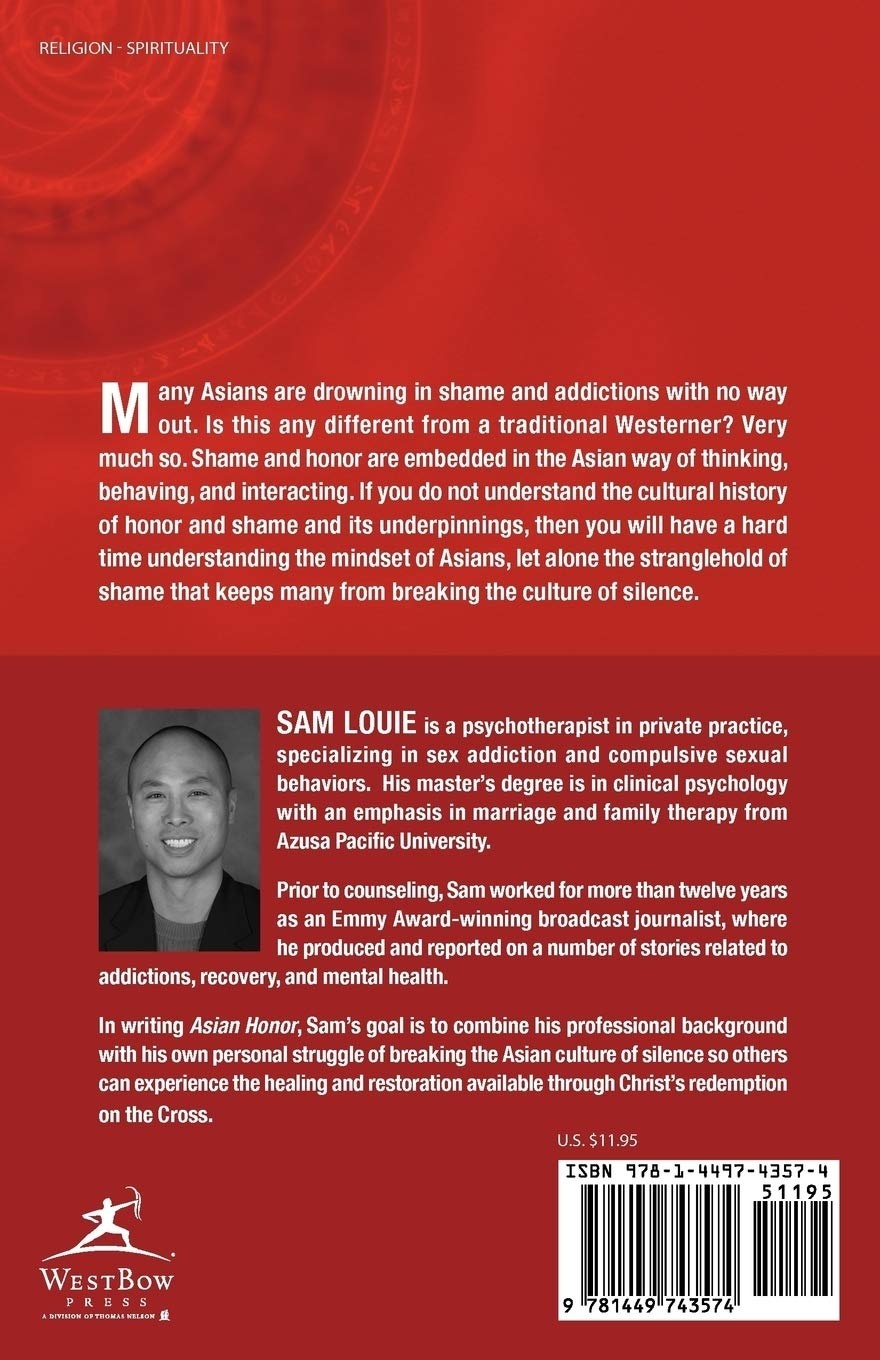 RELIGION - SPIRITUALITY
Many Asians are drowning in shame and addictions with no way
out. Is this any different from a traditional Westerner? Very
much so. Shame and honor are embedded in the Asian way of thinking,
behaving, and interacting. If you do not understand the cultural history
of honor and shame and its underpinnings, then you will have a hard
time understanding the mindset of Asians, let alone the stranglehold of
shame that keeps many from breaking the culture of silence.
SAM LOUIE is a psychotherapist in private practice,
specializing in sex addiction and compulsive sexual
behaviors. His master's degree is in clinical psychology
with an emphasis in marriage and family therapy from
Azusa Pacific University.
Prior to counseling, Sam worked for more than twelve years
as an Emmy Award-winning broadcast journalist, where
he produced and reported on a number of stories related to
addictions, recovery, and mental health.
In writing Asian Honor, Sam's goal is to combine his professional background
with his own personal struggle of breaking the Asian culture of silence so others
can experience the healing and restoration available through Christ's redemption
on the Cross.
U.S. $11.95
ISBN 978-1-4497-4357-4
51195
9 781449 743574
WESTBOW
PRESS
A DIVISION OF THOMAS NELSON